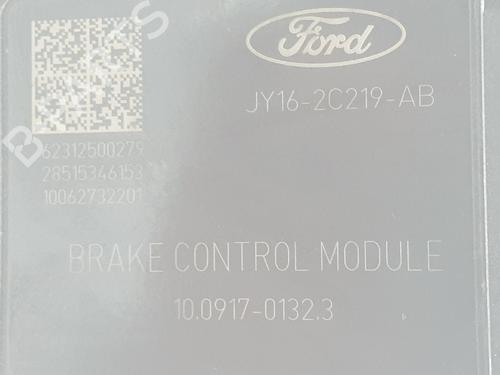 Ford
JY16-2C219-AB
62312500279
28515346153
10062732201
BRAKE CONTROL MODULE
10.0917-0132.3